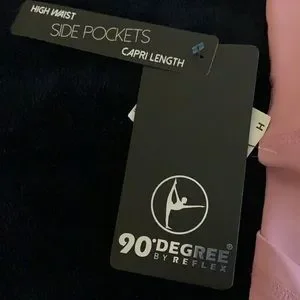 HIGH WAIST
SIDE POCKETS
CAPRI LENGTH
90°DEGREE®
BY REFLEX